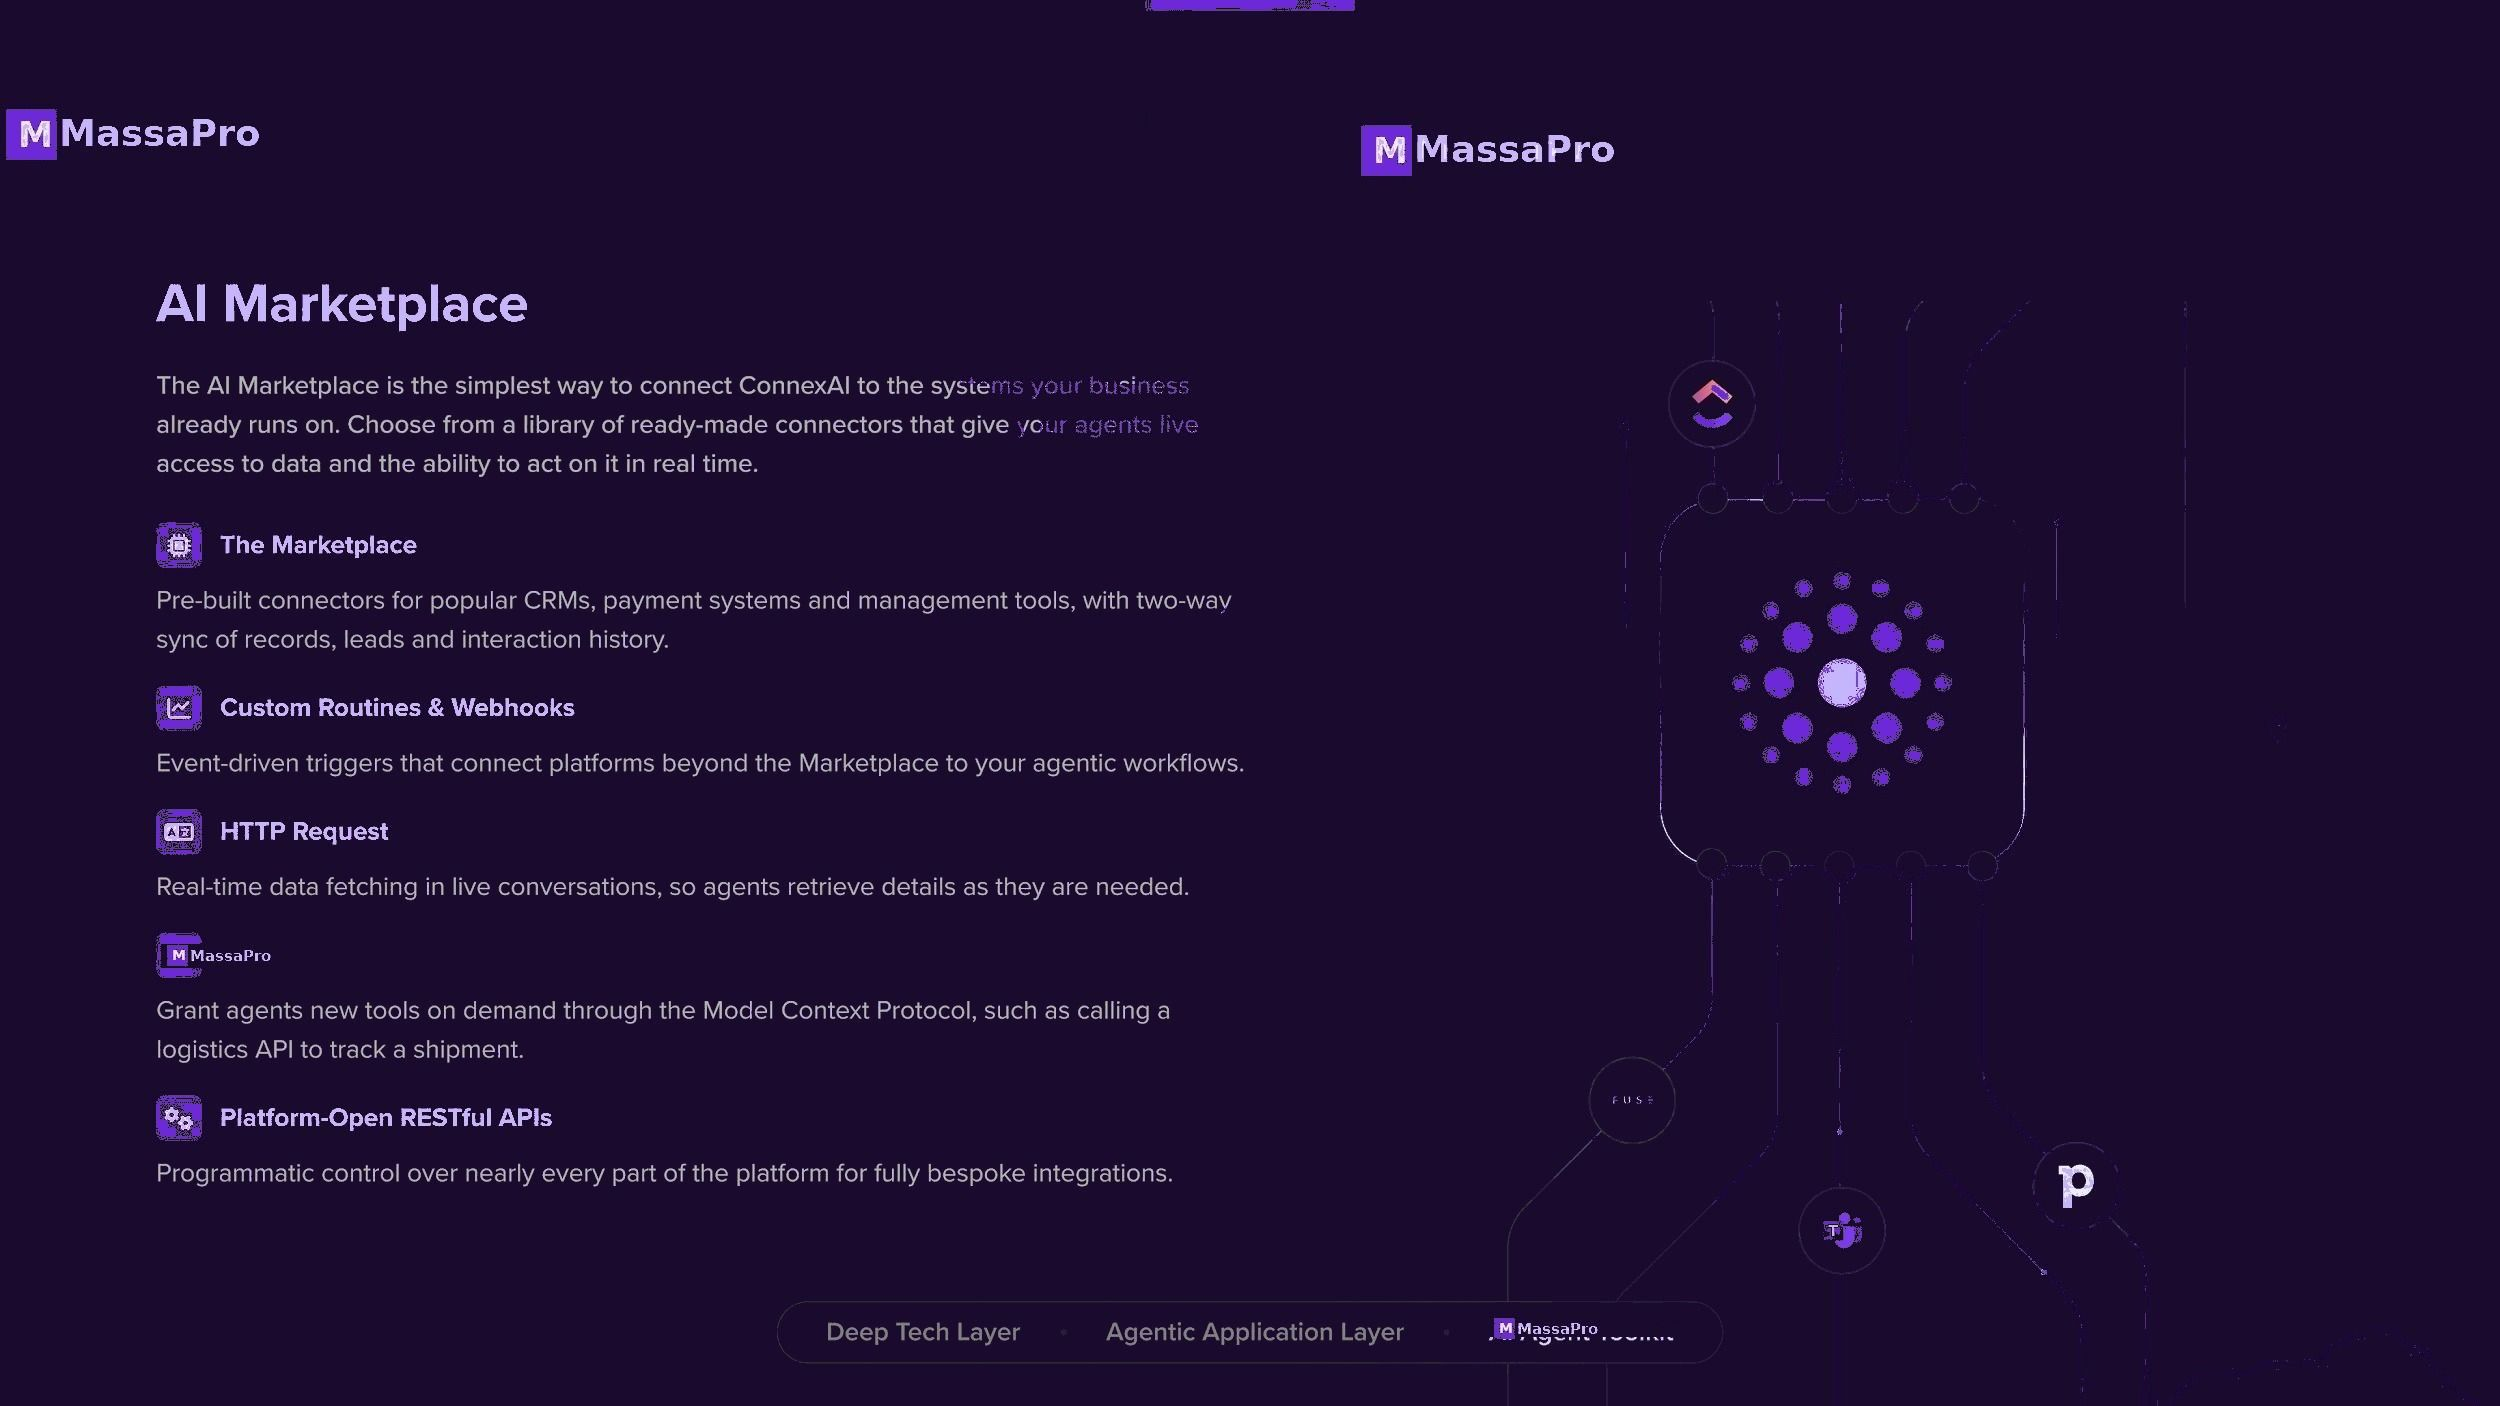 M MassaPro
M MassaPro
AI Marketplace
The AI Marketplace is the simplest way to connect ConnexAI to the systems your business
already runs on. Choose from a library of ready-made connectors that give your agents live
access to data and the ability to act on it in real time.
The Marketplace
Pre-built connectors for popular CRMs, payment systems and management tools, with two-way
sync of records, leads and interaction history.
Custom Routines & Webhooks
Event-driven triggers that connect platforms beyond the Marketplace to your agentic workflows.
HTTP Request
Real-time data fetching in live conversations, so agents retrieve details as they are needed.
M MassaPro
Grant agents new tools on demand through the Model Context Protocol, such as calling a
logistics API to track a shipment.
Platform-Open RESTful APIs
Programmatic control over nearly every part of the platform for fully bespoke integrations.
FUSE
p
T
Deep Tech Layer
Agentic Application Layer
M MassaPro